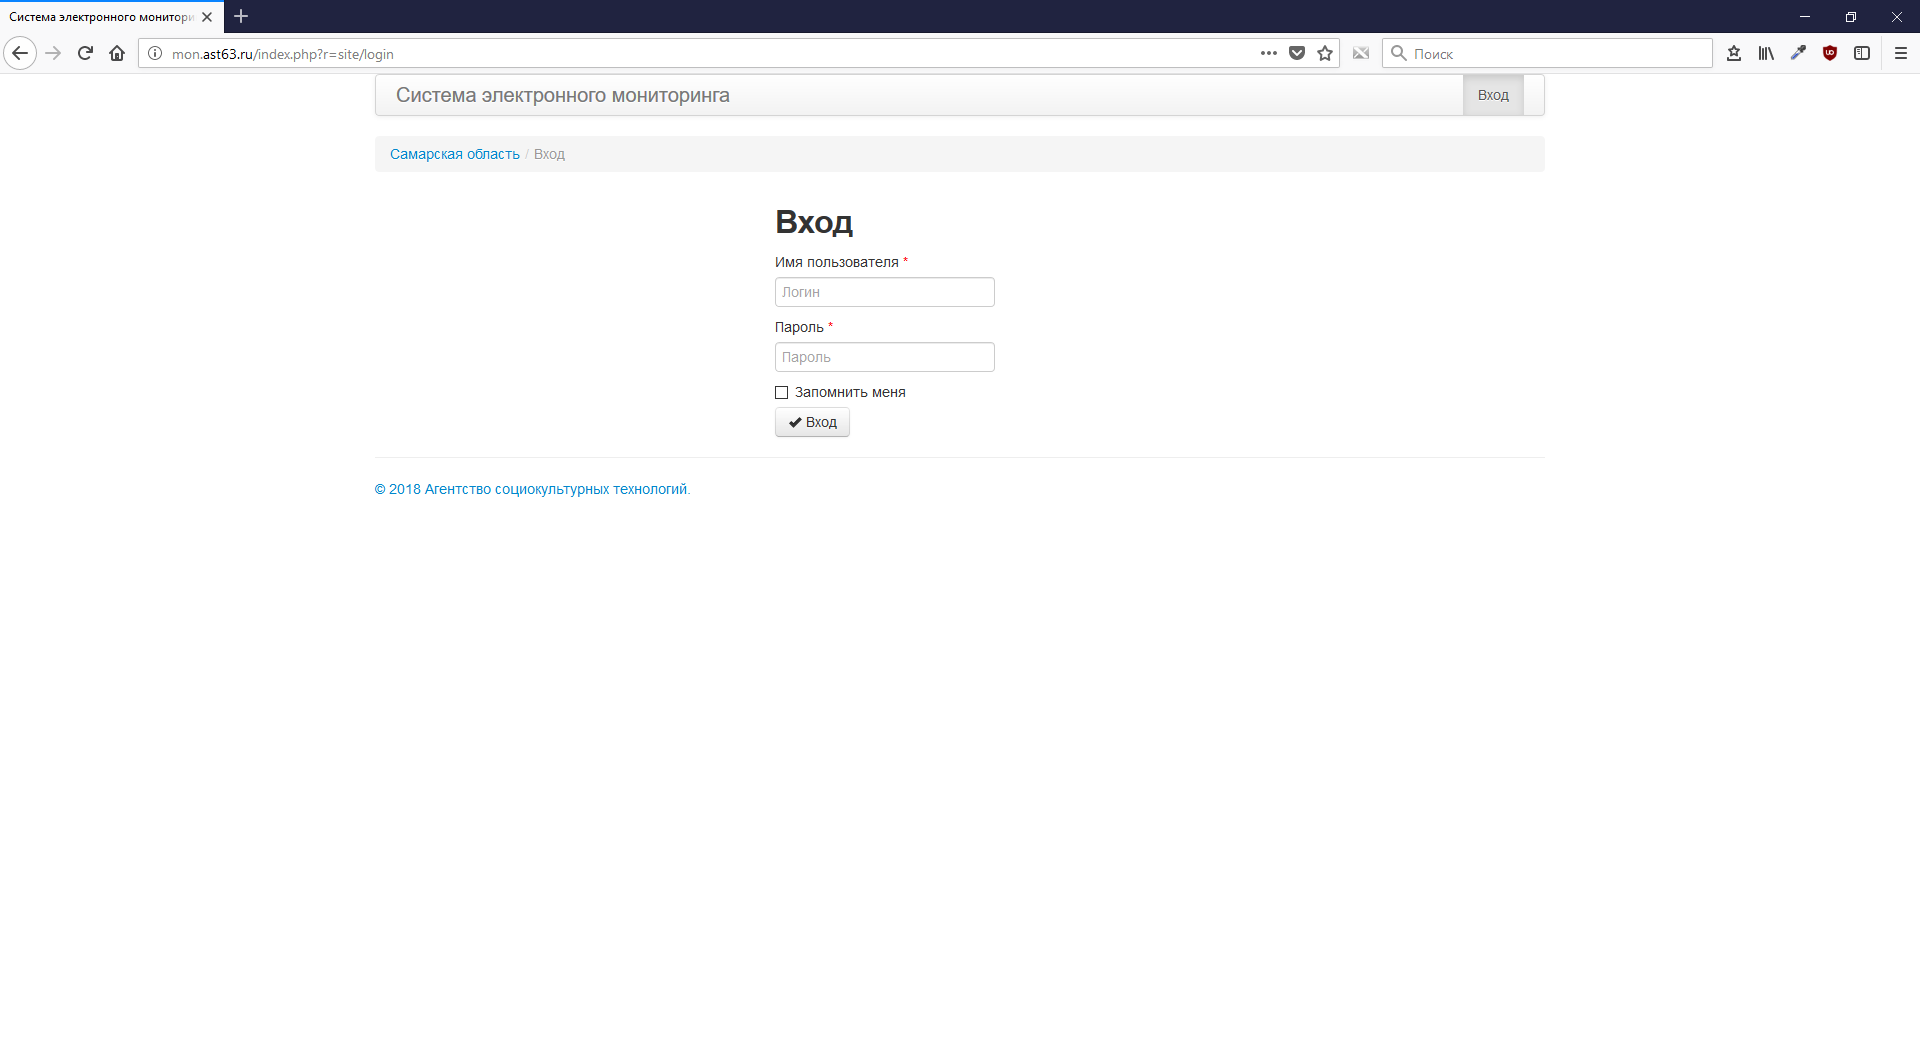 Система электронного монитори
mon.ast63.ru/index.php?r=site/login
Поиск
Система электронного мониторинга
Вход
Самарская область / Вход
Вход
Имя пользователя *
Логин
Пароль *
Пароль
Запомнить меня
Вход
© 2018 Агентство социокультурных технологий.